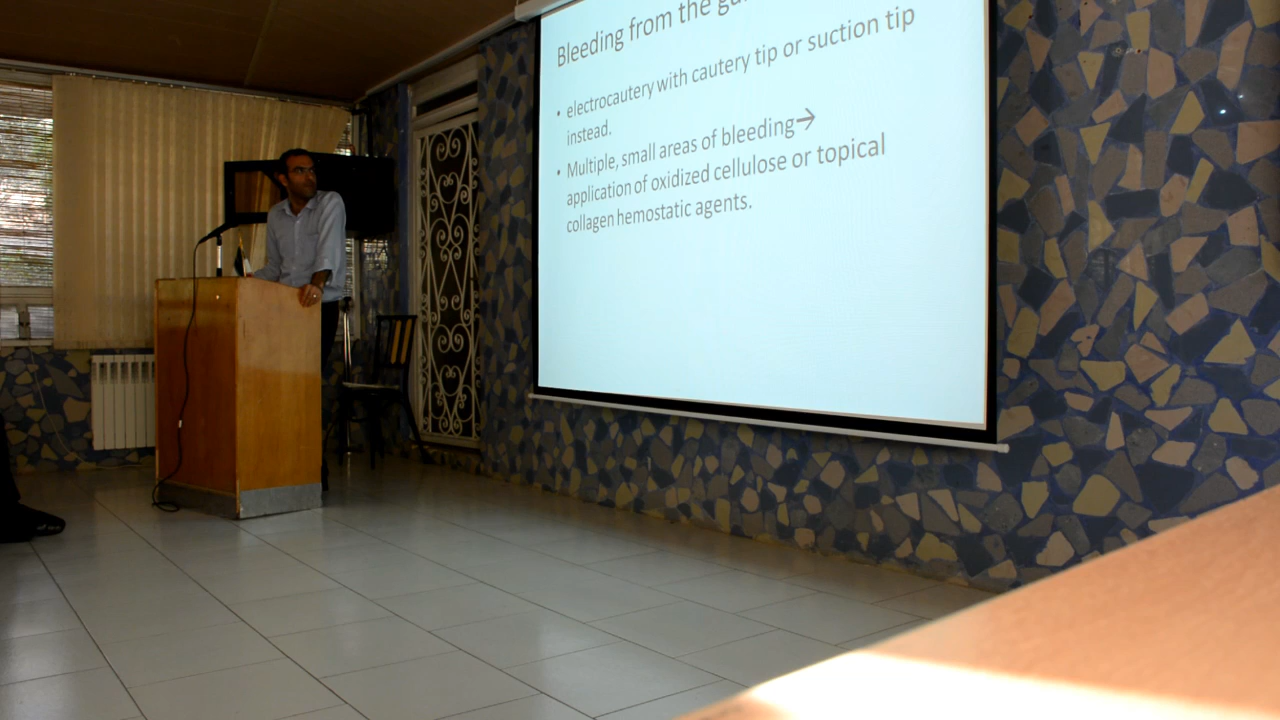 Bleeding from the
• electrocautery with cautery tip or suction tip
instead.
• Multiple, small areas of bleeding→
application of oxidized cellulose or topical
collagen hemostatic agents.